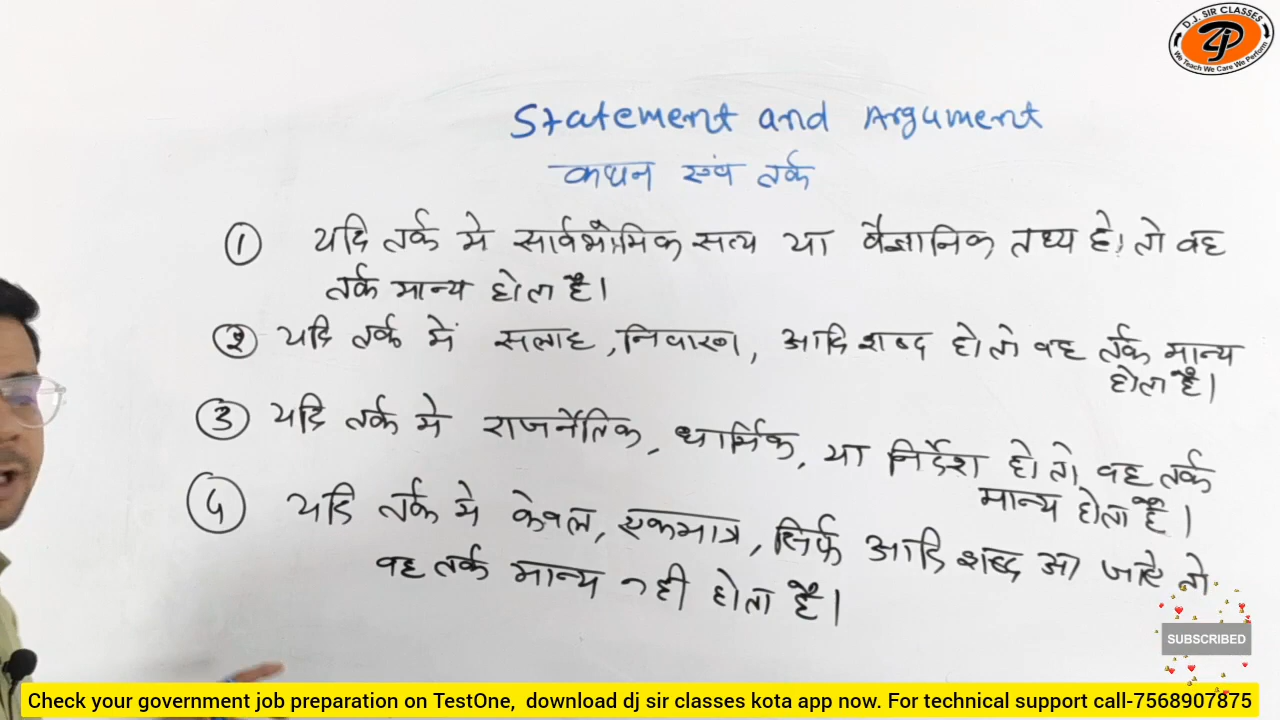 D.J. SIR CLASSES
We Teach We Care We Perform
Statement and Argument
कथन एवं तर्क
① यदि तर्क मे सार्वभौमिक सत्य या वैज्ञानिक तथ्य है। तो वह
तर्क मान्य होता है।
② यदि तर्क में सलाह, निवारण, आदि शब्द हो तो वह तर्क मान्य
होता है।
③ यदि तर्क मे राजनैतिक, धार्मिक, या निर्देश हो तो वह तर्क
मान्य होता है।
④ यदि तर्क मे केवल, एकमात्र, सिर्फ आदि शब्द आ जाए तो
वह तर्क मान्य नही होता है।
SUBSCRIBED
Check your government job preparation on TestOne, download dj sir classes kota app now. For technical support call-7568907875